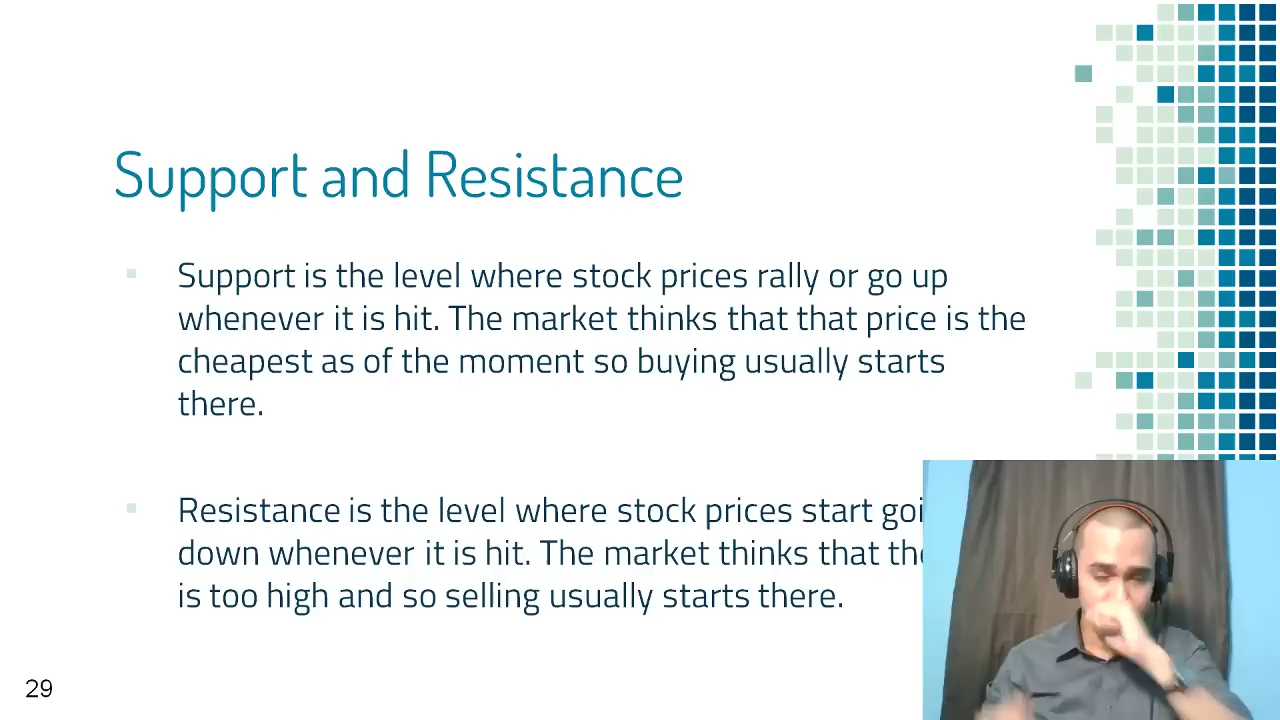 Support and Resistance
Support is the level where stock prices rally or go up
whenever it is hit. The market thinks that that price is the
cheapest as of the moment so buying usually starts
there.
Resistance is the level where stock prices start
down whenever it is hit. The market thinks that
is too high and so selling usually starts there.
29